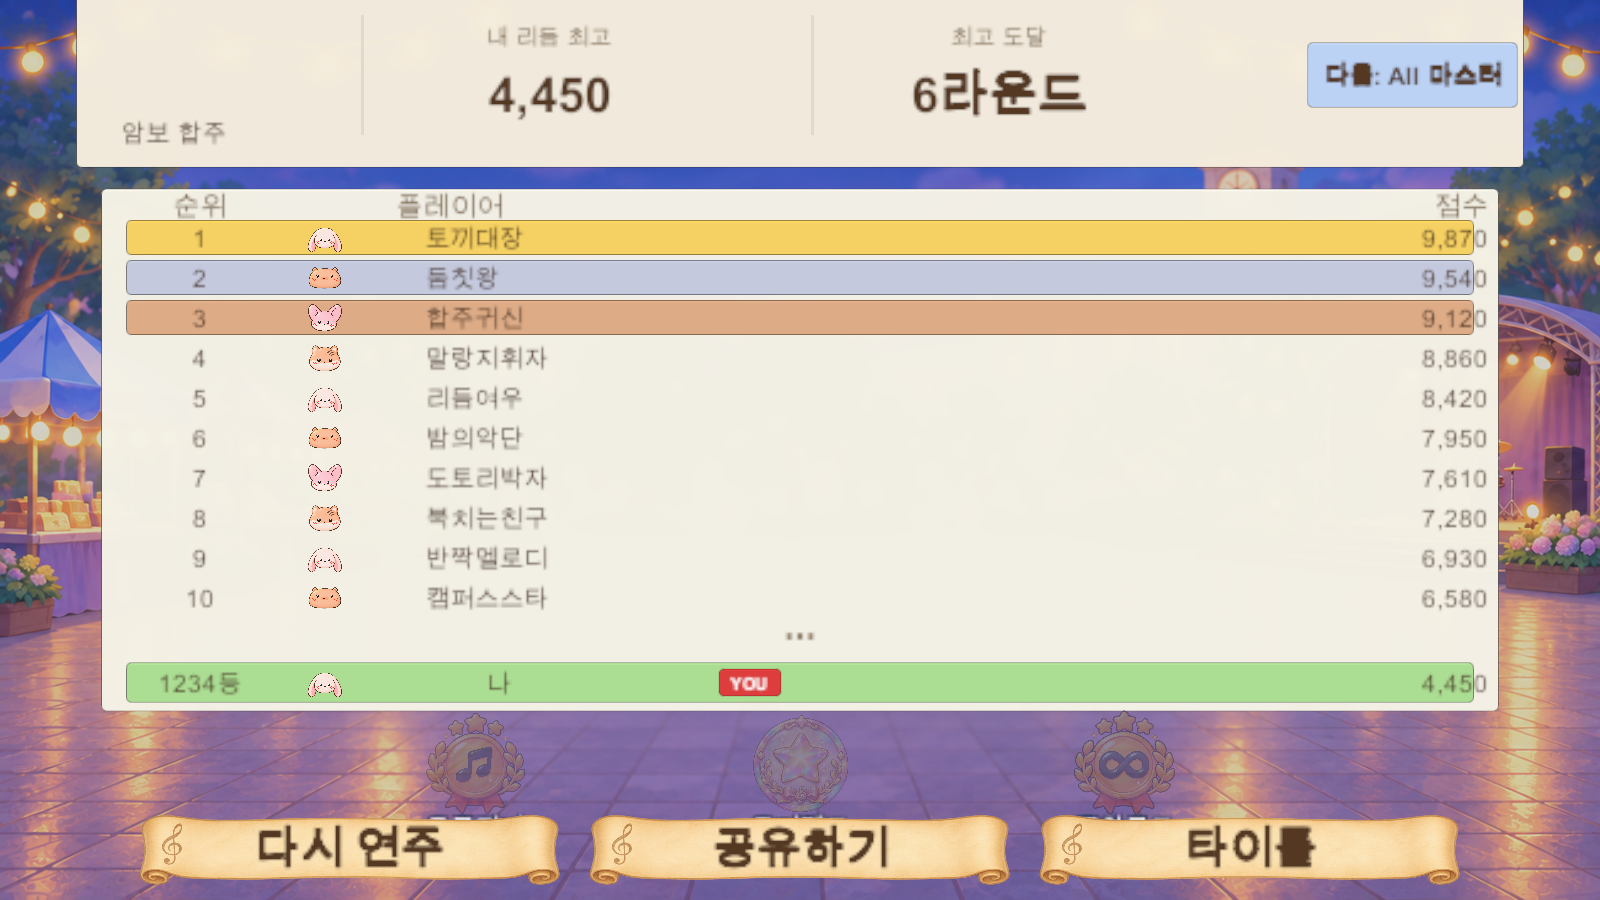 내 리듬 최고
4,450
최고 도달
6라운드
다음: All 마스터
암보 합주
순위 플레이어 점수
1 토끼대장 9,870
2 둠칫왕 9,540
3 합주귀신 9,120
4 말랑지휘자 8,860
5 리듬여우 8,420
6 밤의악단 7,950
7 도토리박자 7,610
8 북치는친구 7,280
9 반짝멜로디 6,930
10 캠퍼스스타 6,580
...
1234등 나 YOU 4,450
다시 연주
공유하기
타이틀